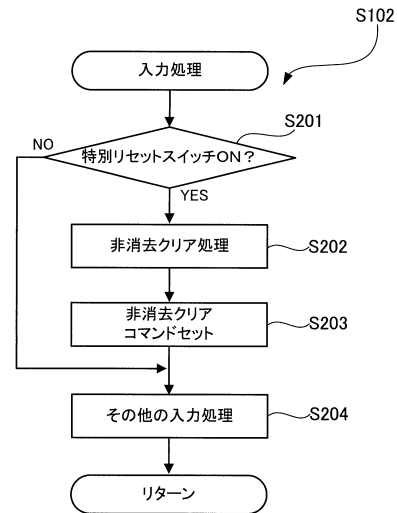 S102
入力処理
S201
特別リセットスイッチON？
NO
YES
非消去クリア処理
S202
非消去クリア
コマンドセット
S203
その他の入力処理
S204
リターン